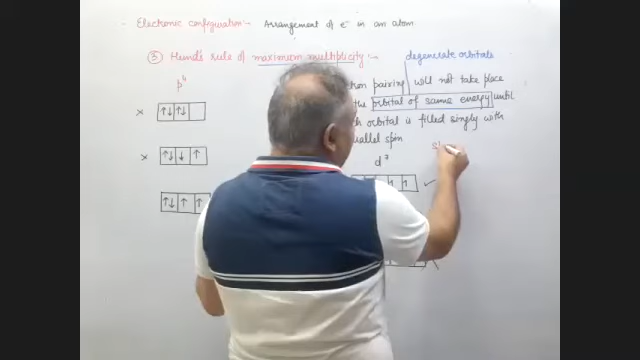 Electronic configuration:- Arrangement of e⁻ in an atom
③ Hund's rule of maximum multiplicity:- degenerate orbitals
p⁴
pairing will not take place
the orbital of same energy until
orbital is filled singly with
parallel spin
d⁷
x ↑↓ ↑↓
x ↑↓ ↓ ↑
↑↓ ↑ ↑